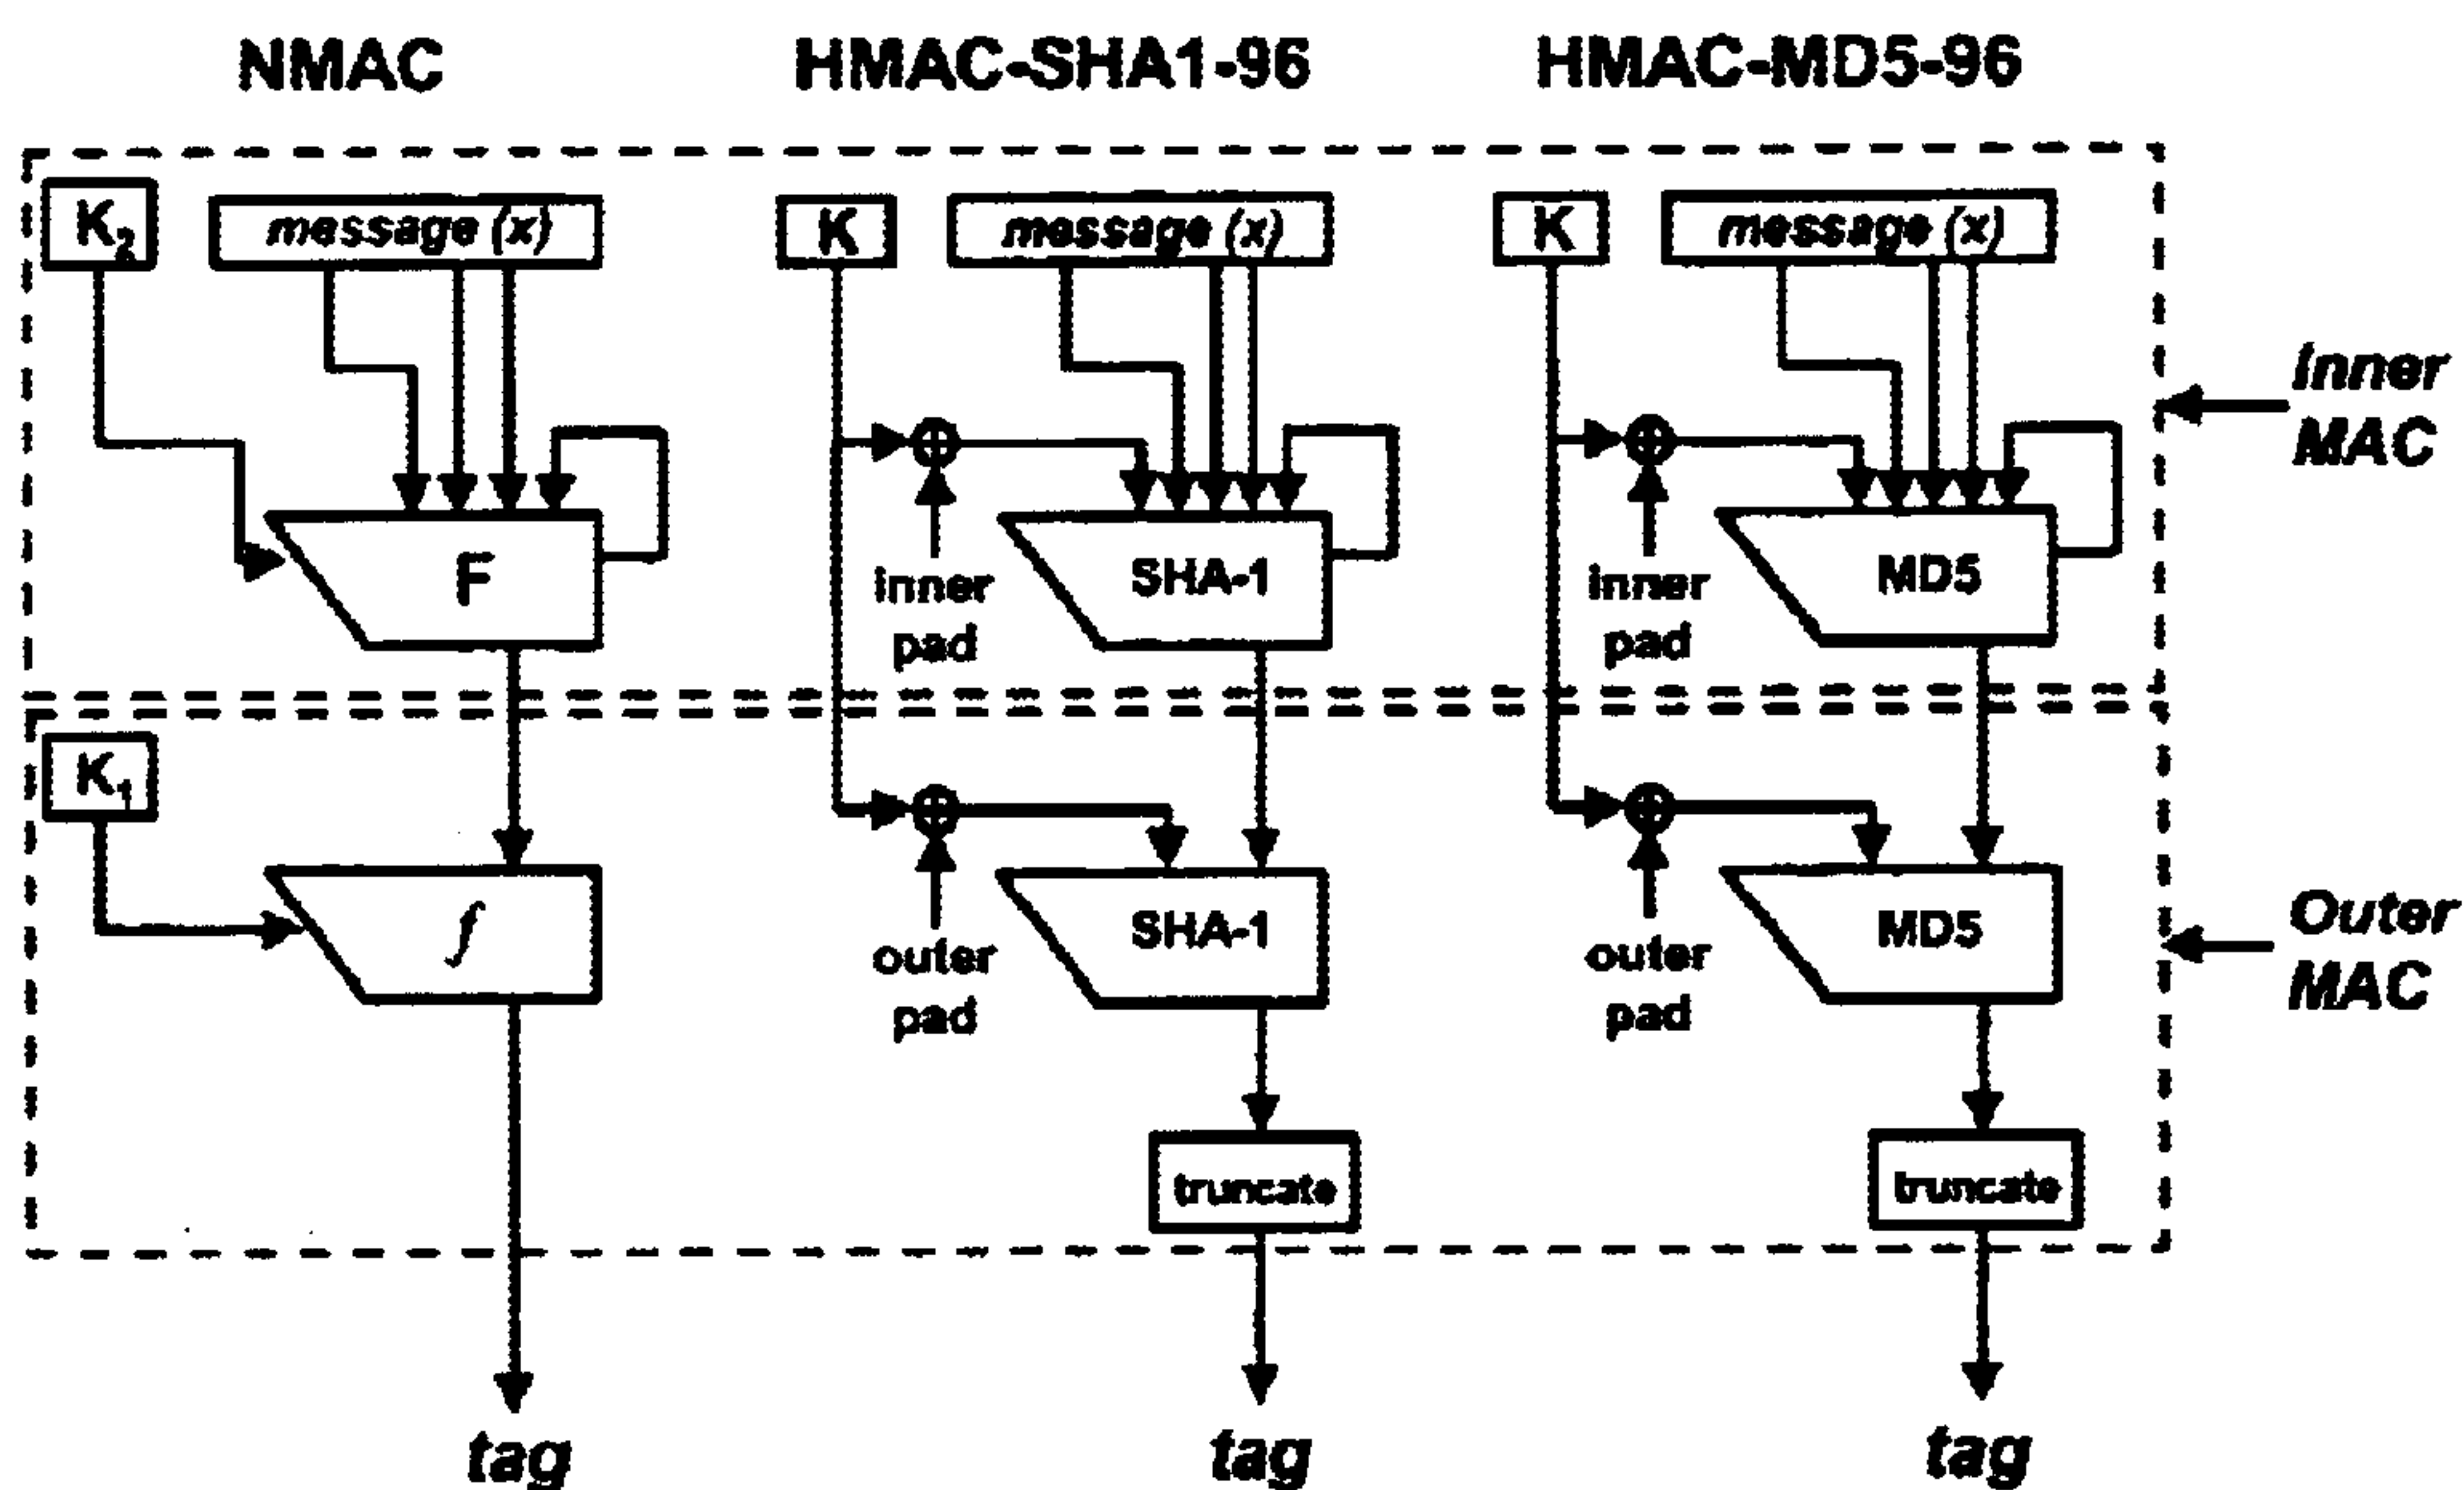 NMAC HMAC-SHA1-96 HMAC-MD5-96
K₂ message (x) K message (x) K message (x)
Inner
MAC
F SHA-1 MD5
inner
pad
inner
pad
K₁
f SHA-1 MD5
outer
pad
outer
pad
Outer
MAC
truncate truncate
tag tag tag